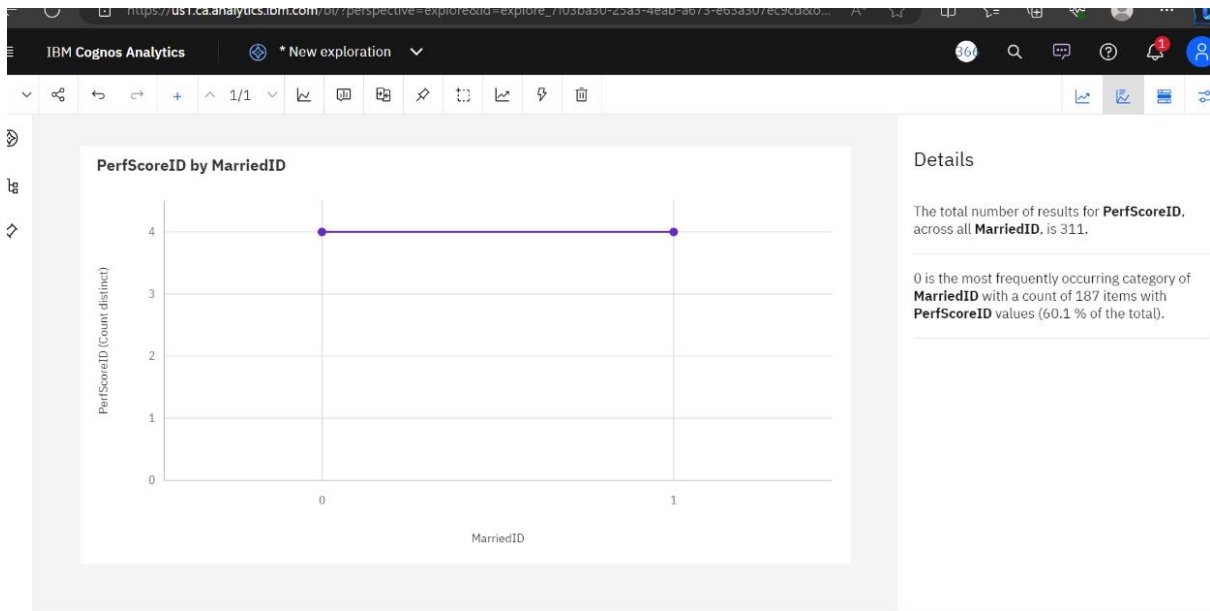 IBM Cognos Analytics
* New exploration
366
1
1/1
PerfScoreID by MarriedID
4
3
2
1
0
PerfScoreID (Count distinct)
0
1
MarriedID
Details
The total number of results for PerfScoreID,
across all MarriedID, is 311.
0 is the most frequently occurring category of
MarriedID with a count of 187 items with
PerfScoreID values (60.1 % of the total).